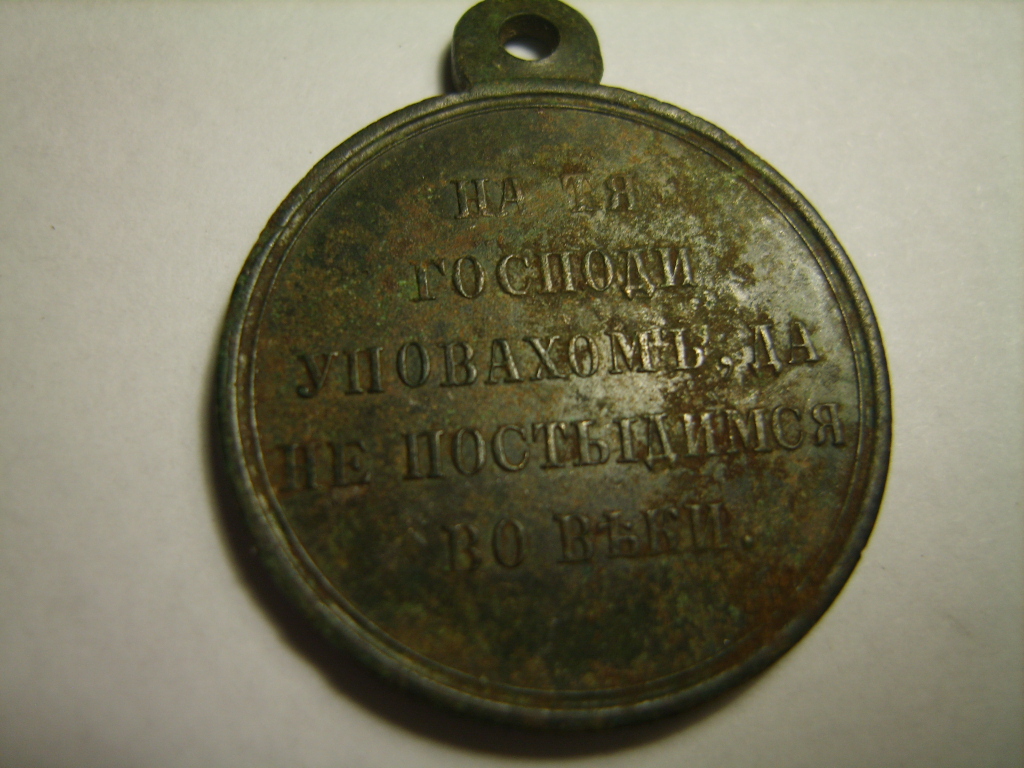 НА ТЯ
ГОСПОДИ
УПОВАХОМЪ, ДА
НЕ ПОСТЫДИМСЯ
ВО ВѢКИ.